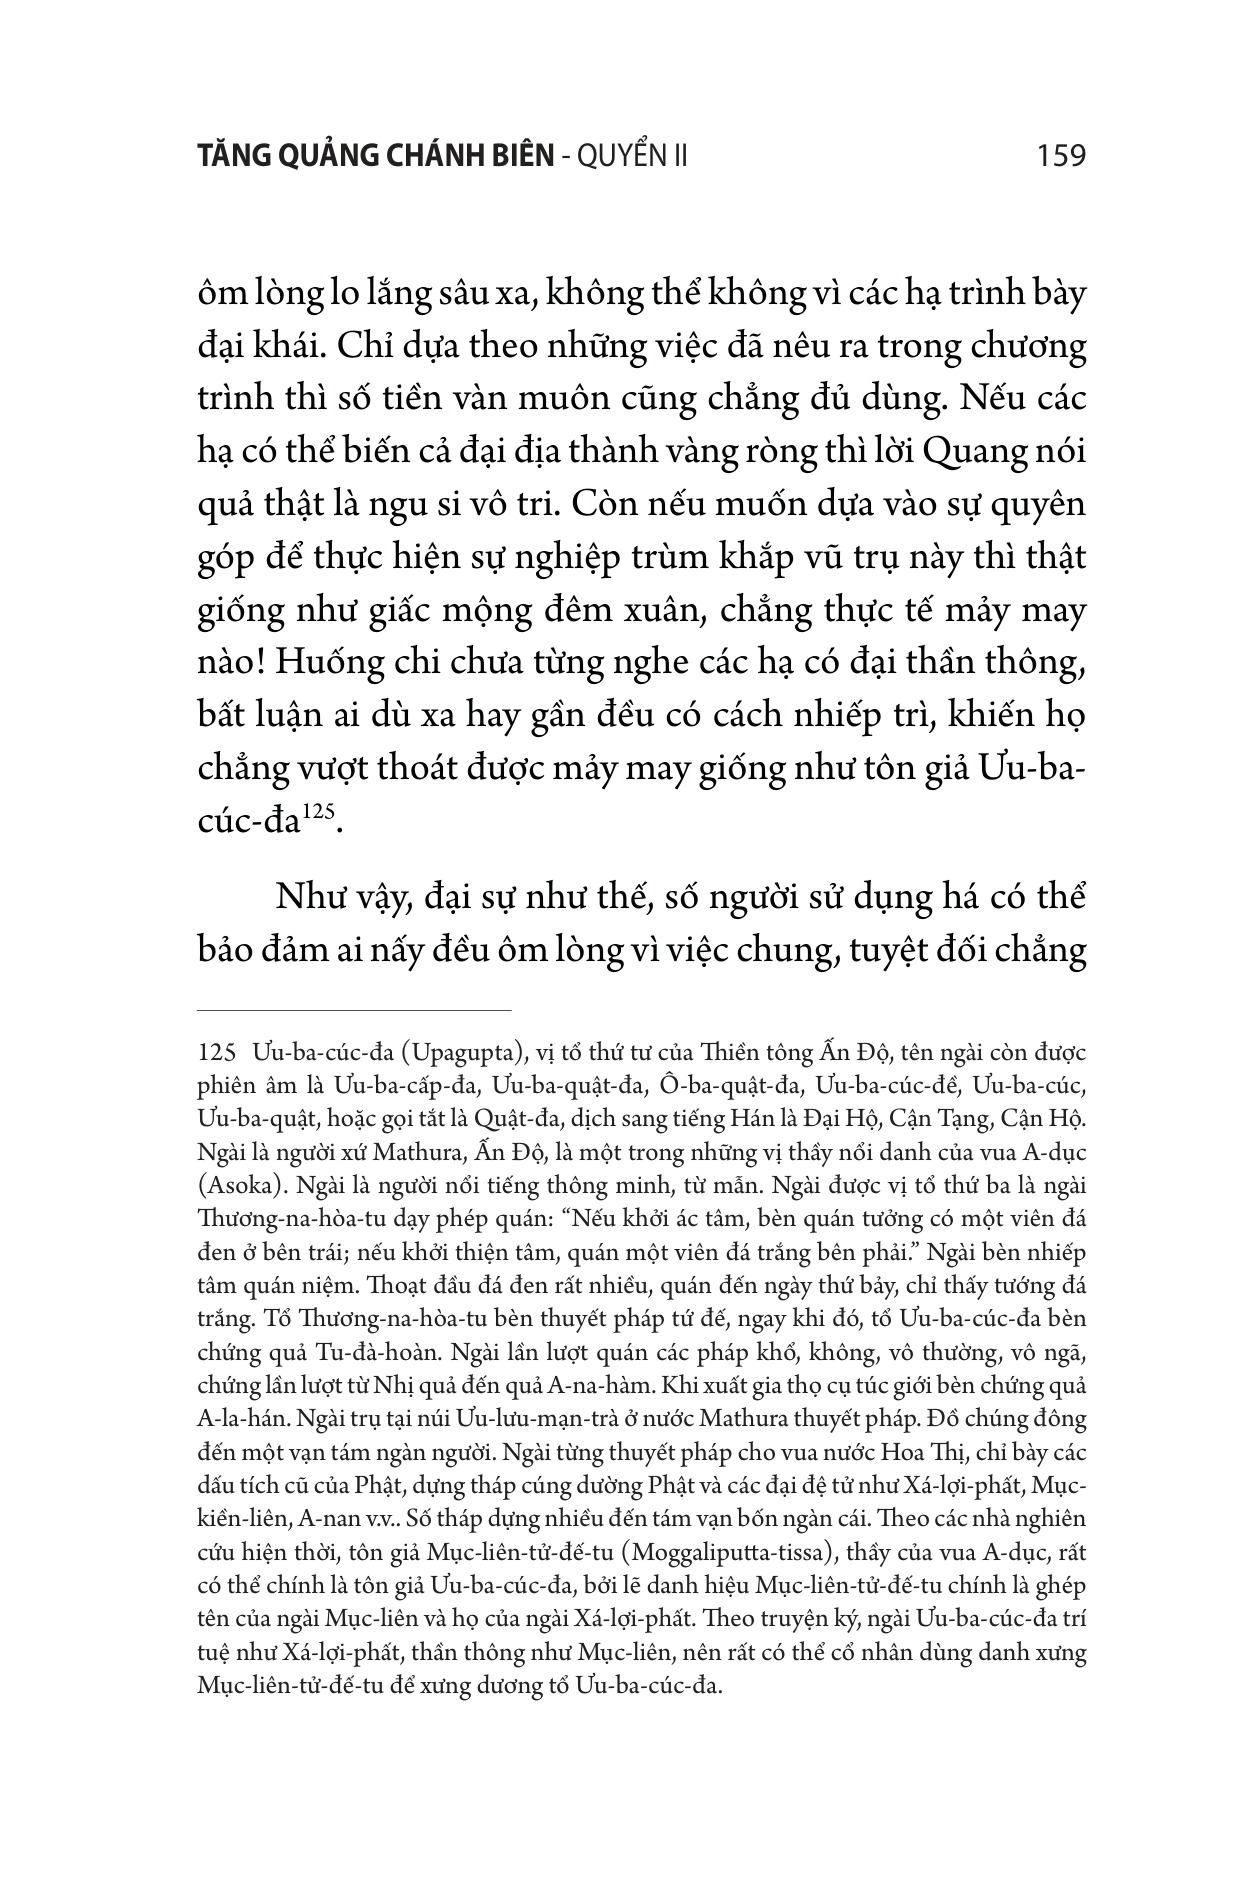 TĂNG QUẢNG CHÁNH BIÊN - QUYỂN II 159
ôm lòng lo lắng sâu xa, không thể không vì các hạ trình bày
đại khái. Chỉ dựa theo những việc đã nêu ra trong chương
trình thì số tiền vàn muôn cũng chẳng đủ dùng. Nếu các
hạ có thể biến cả đại địa thành vàng ròng thì lời Quang nói
quả thật là ngu si vô tri. Còn nếu muốn dựa vào sự quyên
góp để thực hiện sự nghiệp trùm khắp vũ trụ này thì thật
giống như giấc mộng đêm xuân, chẳng thực tế mảy may
nào! Huống chi chưa từng nghe các hạ có đại thần thông,
bất luận ai dù xa hay gần đều có cách nhiếp trì, khiến họ
chẳng vượt thoát được mảy may giống như tôn giả Ưu-ba-
cúc-đa125.
Như vậy, đại sự như thế, số người sử dụng há có thể
bảo đảm ai nấy đều ôm lòng vì việc chung, tuyệt đối chẳng
125 Ưu-ba-cúc-đa (Upagupta), vị tổ thứ tư của Thiền tông Ấn Độ, tên ngài còn được
phiên âm là Ưu-ba-cấp-đa, Ưu-ba-quật-đa, Ô-ba-quật-đa, Ưu-ba-cúc-đề, Ưu-ba-cúc,
Ưu-ba-quật, hoặc gọi tắt là Quật-đa, dịch sang tiếng Hán là Đại Hộ, Cận Tạng, Cận Hộ.
Ngài là người xứ Mathura, Ấn Độ, là một trong những vị thầy nổi danh của vua A-dục
(Asoka). Ngài là người nổi tiếng thông minh, từ mẫn. Ngài được vị tổ thứ ba là ngài
Thương-na-hòa-tu dạy phép quán: “Nếu khởi ác tâm, bèn quán tưởng có một viên đá
đen ở bên trái; nếu khởi thiện tâm, quán một viên đá trắng bên phải.” Ngài bèn nhiếp
tâm quán niệm. Thoạt đầu đá đen rất nhiều, quán đến ngày thứ bảy, chỉ thấy tướng đá
trắng. Tổ Thương-na-hòa-tu bèn thuyết pháp tứ đế, ngay khi đó, tổ Ưu-ba-cúc-đa bèn
chứng quả Tu-đà-hoàn. Ngài lần lượt quán các pháp khổ, không, vô thường, vô ngã,
chứng lần lượt từ Nhị quả đến quả A-na-hàm. Khi xuất gia thọ cụ túc giới bèn chứng quả
A-la-hán. Ngài trụ tại núi Ưu-lưu-mạn-trà ở nước Mathura thuyết pháp. Đồ chúng đông
đến một vạn tám ngàn người. Ngài từng thuyết pháp cho vua nước Hoa Thị, chỉ bày các
dấu tích cũ của Phật, dựng tháp cúng dường Phật và các đại đệ tử như Xá-lợi-phất, Mục-
kiền-liên, A-nan v.v.. Số tháp dựng nhiều đến tám vạn bốn ngàn cái. Theo các nhà nghiên
cứu hiện thời, tôn giả Mục-liên-tử-đế-tu (Moggaliputta-tissa), thầy của vua A-dục, rất
có thể chính là tôn giả Ưu-ba-cúc-đa, bởi lẽ danh hiệu Mục-liên-tử-đế-tu chính là ghép
tên của ngài Mục-liên và họ của ngài Xá-lợi-phất. Theo truyện ký, ngài Ưu-ba-cúc-đa trí
tuệ như Xá-lợi-phất, thần thông như Mục-liên, nên rất có thể cổ nhân dùng danh xưng
Mục-liên-tử-đế-tu để xưng dương tổ Ưu-ba-cúc-đa.